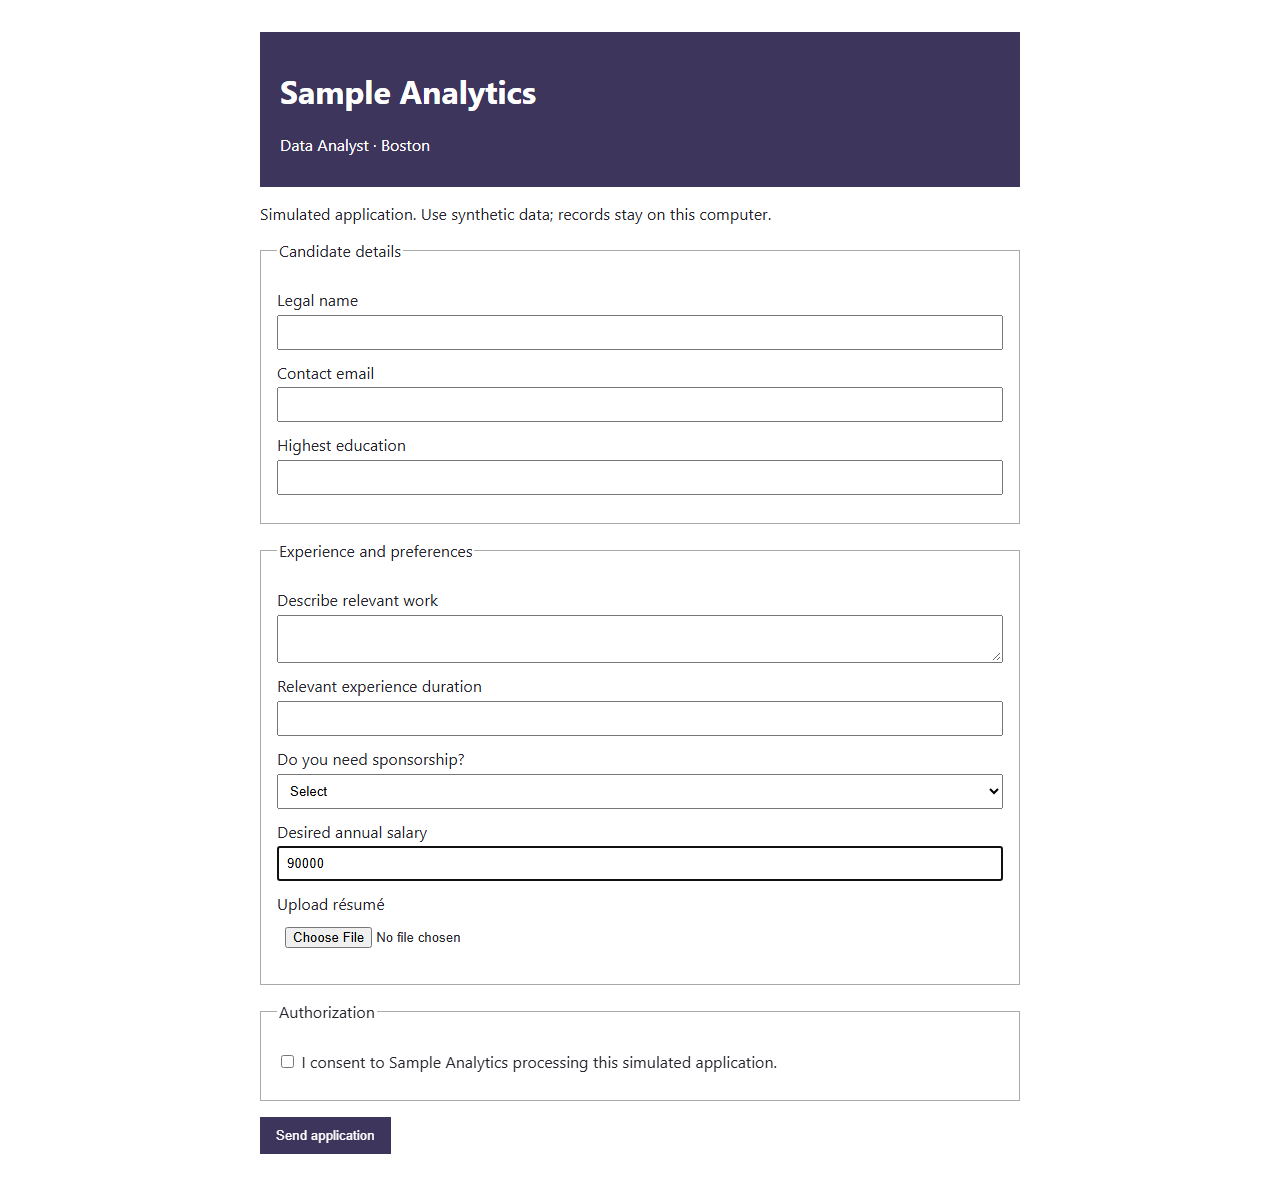 Sample Analytics
Data Analyst · Boston
Simulated application. Use synthetic data; records stay on this computer.
Candidate details
Legal name
Contact email
Highest education
Experience and preferences
Describe relevant work
Relevant experience duration
Do you need sponsorship?
Select
Desired annual salary
90000
Upload résumé
Choose File No file chosen
Authorization
I consent to Sample Analytics processing this simulated application.
Send application